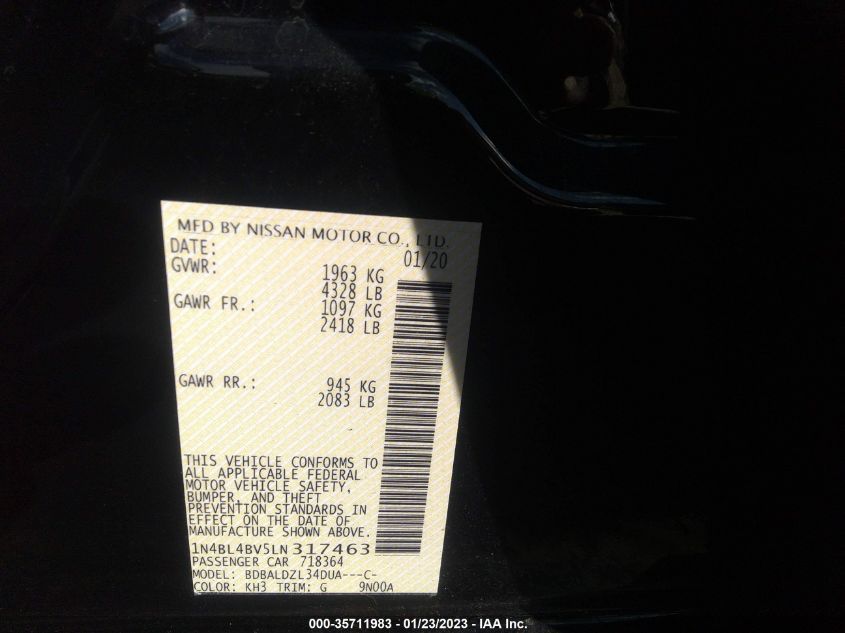 MFD BY NISSAN MOTOR CO., LTD.
DATE: 01/20
GVWR: 1963 KG
4328 LB
GAWR FR.: 1097 KG
2418 LB
GAWR RR.: 945 KG
2083 LB
THIS VEHICLE CONFORMS TO
ALL APPLICABLE FEDERAL
MOTOR VEHICLE SAFETY,
BUMPER, AND THEFT
PREVENTION STANDARDS IN
EFFECT ON THE DATE OF
MANUFACTURE SHOWN ABOVE.
1N4BL4BV5LN317463
PASSENGER CAR 718364
MODEL: BDBALDZL34DUA---C-
COLOR: KH3 TRIM: G 9N00A
000-35711983 - 01/23/2023 - IAA Inc.